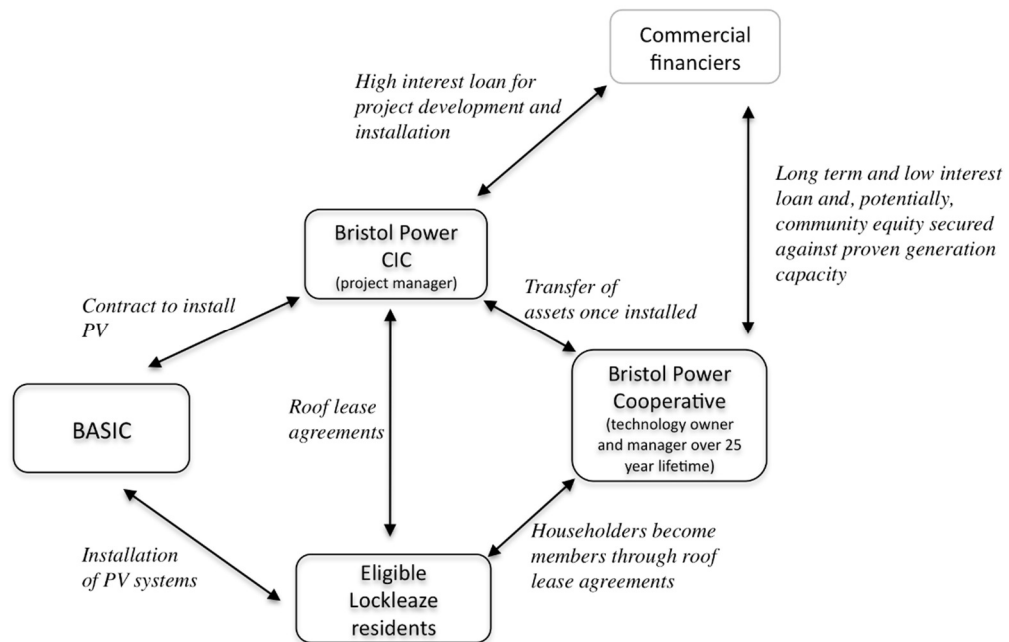 Commercial
financiers
High interest loan for
project development and
installation
Long term and low interest
loan and, potentially,
community equity secured
against proven generation
capacity
Bristol Power
CIC
(project manager)
Transfer of
assets once installed
Contract to install
PV
Bristol Power
Cooperative
(technology owner
and manager over 25
year lifetime)
BASIC
Roof lease
agreements
Householders become
members through roof
lease agreements
Installation
of PV systems
Eligible
Lockleaze
residents